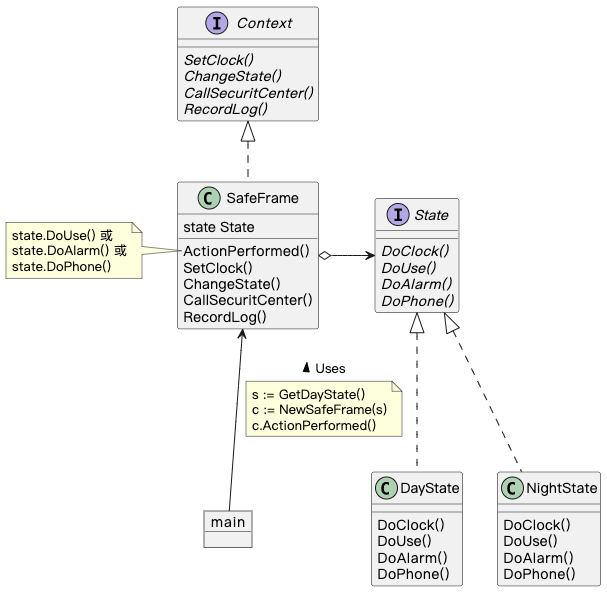 I Context
SetClock()
ChangeState()
CallSecuritCenter()
RecordLog()
C SafeFrame
state State
ActionPerformed()
SetClock()
ChangeState()
CallSecuritCenter()
RecordLog()
state.DoUse() 或
state.DoAlarm() 或
state.DoPhone()
I State
DoClock()
DoUse()
DoAlarm()
DoPhone()
Uses
s := GetDayState()
c := NewSafeFrame(s)
c.ActionPerformed()
main
C DayState
DoClock()
DoUse()
DoAlarm()
DoPhone()
C NightState
DoClock()
DoUse()
DoAlarm()
DoPhone()